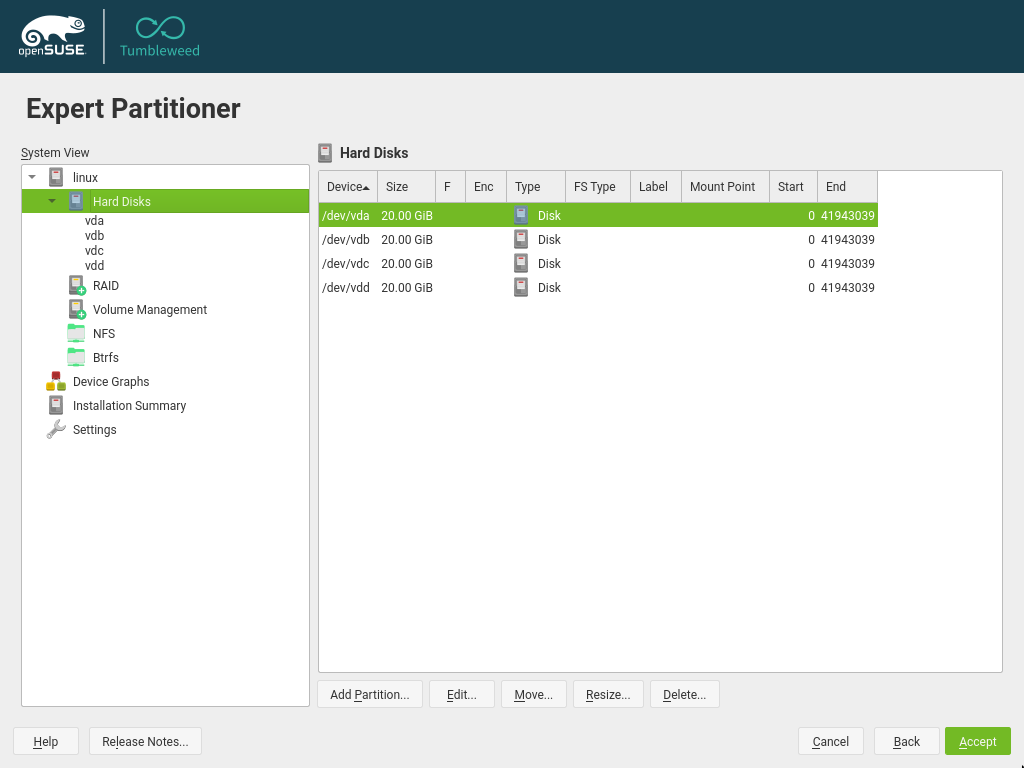 openSUSE. Tumbleweed
Expert Partitioner
System View
linux
Hard Disks
vda
vdb
vdc
vdd
RAID
Volume Management
NFS
Btrfs
Device Graphs
Installation Summary
Settings
Hard Disks
Device Size F Enc Type FS Type Label Mount Point Start End
/dev/vda 20.00 GiB Disk 0 41943039
/dev/vdb 20.00 GiB Disk 0 41943039
/dev/vdc 20.00 GiB Disk 0 41943039
/dev/vdd 20.00 GiB Disk 0 41943039
Add Partition... Edit... Move... Resize... Delete...
Help Release Notes... Cancel Back Accept